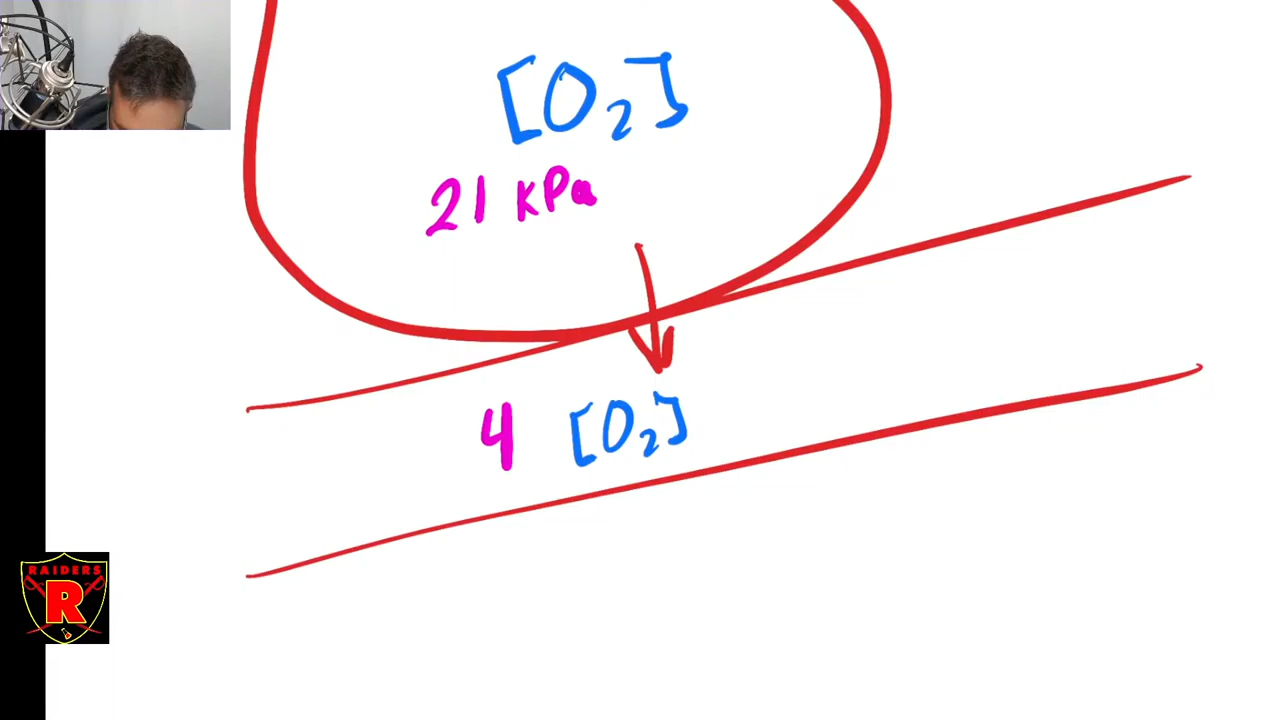 [O₂]
21 kPa
4 [O₂]
RAIDERS
R